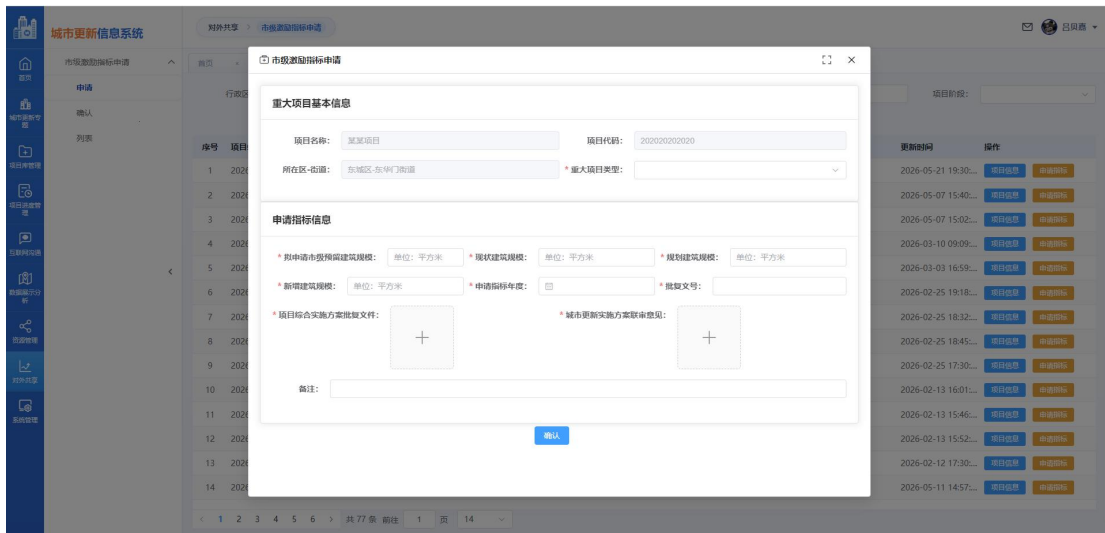 城市更新信息系统
对外共享 > 市级激励指标申请
吕贝嘉
首页
城市更新专题
项目库管理
项目进度管理
互联网沟通
数据展示分析
资源管理
对外共享
系统管理
市级激励指标申请
申请
确认
列表
首页
行政区
项目阶段：
市级激励指标申请
重大项目基本信息
项目名称： 某某项目 项目代码： 202020202020
所在区-街道： 东城区-东华门街道 * 重大项目类型：
申请指标信息
* 拟申请市级预留建筑规模： 单位：平方米 * 现状建筑规模： 单位：平方米 * 规划建筑规模： 单位：平方米
* 新增建筑规模： 单位：平方米 * 申请指标年度： * 批复文号：
* 项目综合实施方案批复文件： * 城市更新实施方案联审意见：
备注：
确认
序号 项目 更新时间 操作
1 2026 2026-05-21 19:30:... 项目信息 申请指标
2 2026 2026-05-07 15:40:... 项目信息 申请指标
3 2026 2026-05-07 15:02:... 项目信息 申请指标
4 2026 2026-03-10 09:09:... 项目信息 申请指标
5 2026 2026-03-03 16:59:... 项目信息 申请指标
6 2026 2026-02-25 19:18:... 项目信息 申请指标
7 2026 2026-02-25 18:32:... 项目信息 申请指标
8 2026 2026-02-25 18:45:... 项目信息 申请指标
9 2026 2026-02-25 17:30:... 项目信息 申请指标
10 2026 2026-02-13 16:01:... 项目信息 申请指标
11 2026 2026-02-13 15:46:... 项目信息 申请指标
12 2026 2026-02-13 15:52:... 项目信息 申请指标
13 2026 2026-02-12 17:30:... 项目信息 申请指标
14 2026 2026-05-11 14:57:... 项目信息 申请指标
< 1 2 3 4 5 6 > 共 77 条 前往 1 页 14